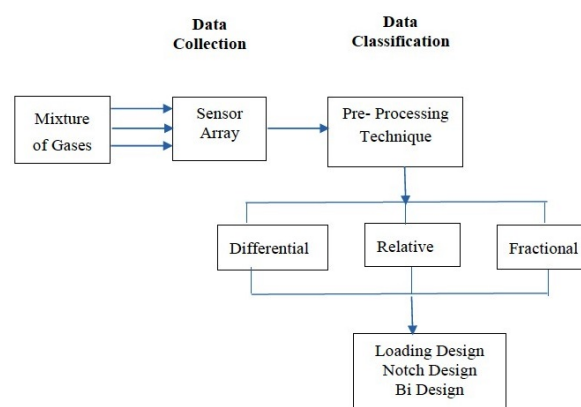 Data
Collection
Data
Classification
Mixture
of Gases
Sensor
Array
Pre- Processing
Technique
Differential
Relative
Fractional
Loading Design
Notch Design
Bi Design